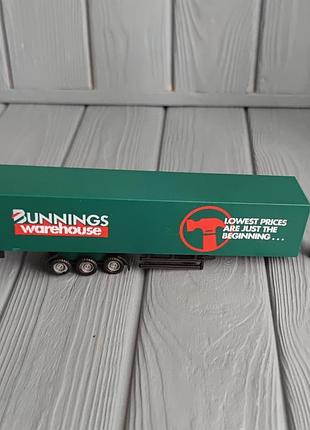 BUNNINGS
warehouse
LOWEST PRICES
ARE JUST THE
BEGINNING...